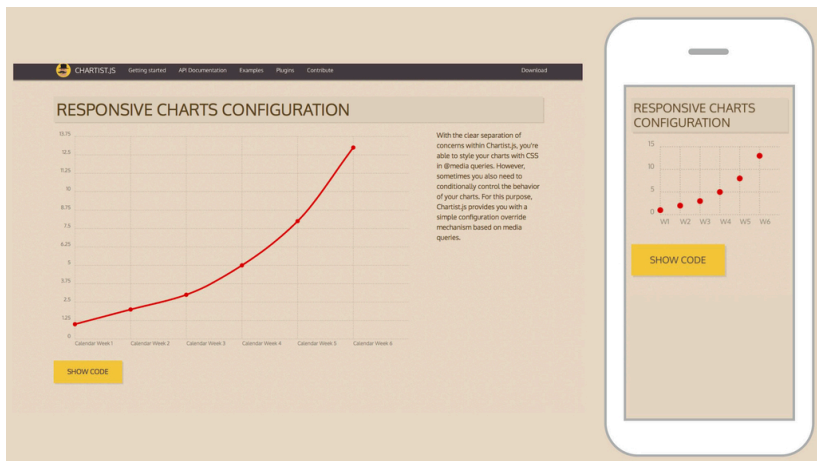 CHARTIST.JS Getting started API Documentation Examples Plugins Contribute Download
RESPONSIVE CHARTS CONFIGURATION
13.75
12.5
11.25
10
8.75
7.5
6.25
5
3.75
2.5
1.25
0
Calendar Week 1 Calendar Week 2 Calendar Week 3 Calendar Week 4 Calendar Week 5 Calendar Week 6
SHOW CODE
With the clear separation of
concerns within Chartist.js, you're
able to style your charts with CSS
in @media queries. However,
sometimes you also need to
conditionally control the behavior
of your charts. For this purpose,
Chartist.js provides you with a
simple configuration override
mechanism based on media
queries.
RESPONSIVE CHARTS
CONFIGURATION
15
10
5
0
W1 W2 W3 W4 W5 W6
SHOW CODE